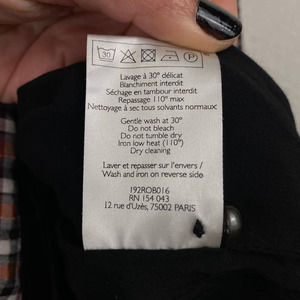 30
P
Lavage à 30° délicat
Blanchiment interdit
Séchage en tambour interdit
Repassage 110° max
Nettoyage à sec tous solvants normaux
Gentle wash at 30°
Do not bleach
Do not tumble dry
Iron low heat (110°)
Dry cleaning
Laver et repasser sur l'envers /
Wash and iron on reverse side
192ROB016
RN 154 043
12 rue d'Uzès, 75002 PARIS